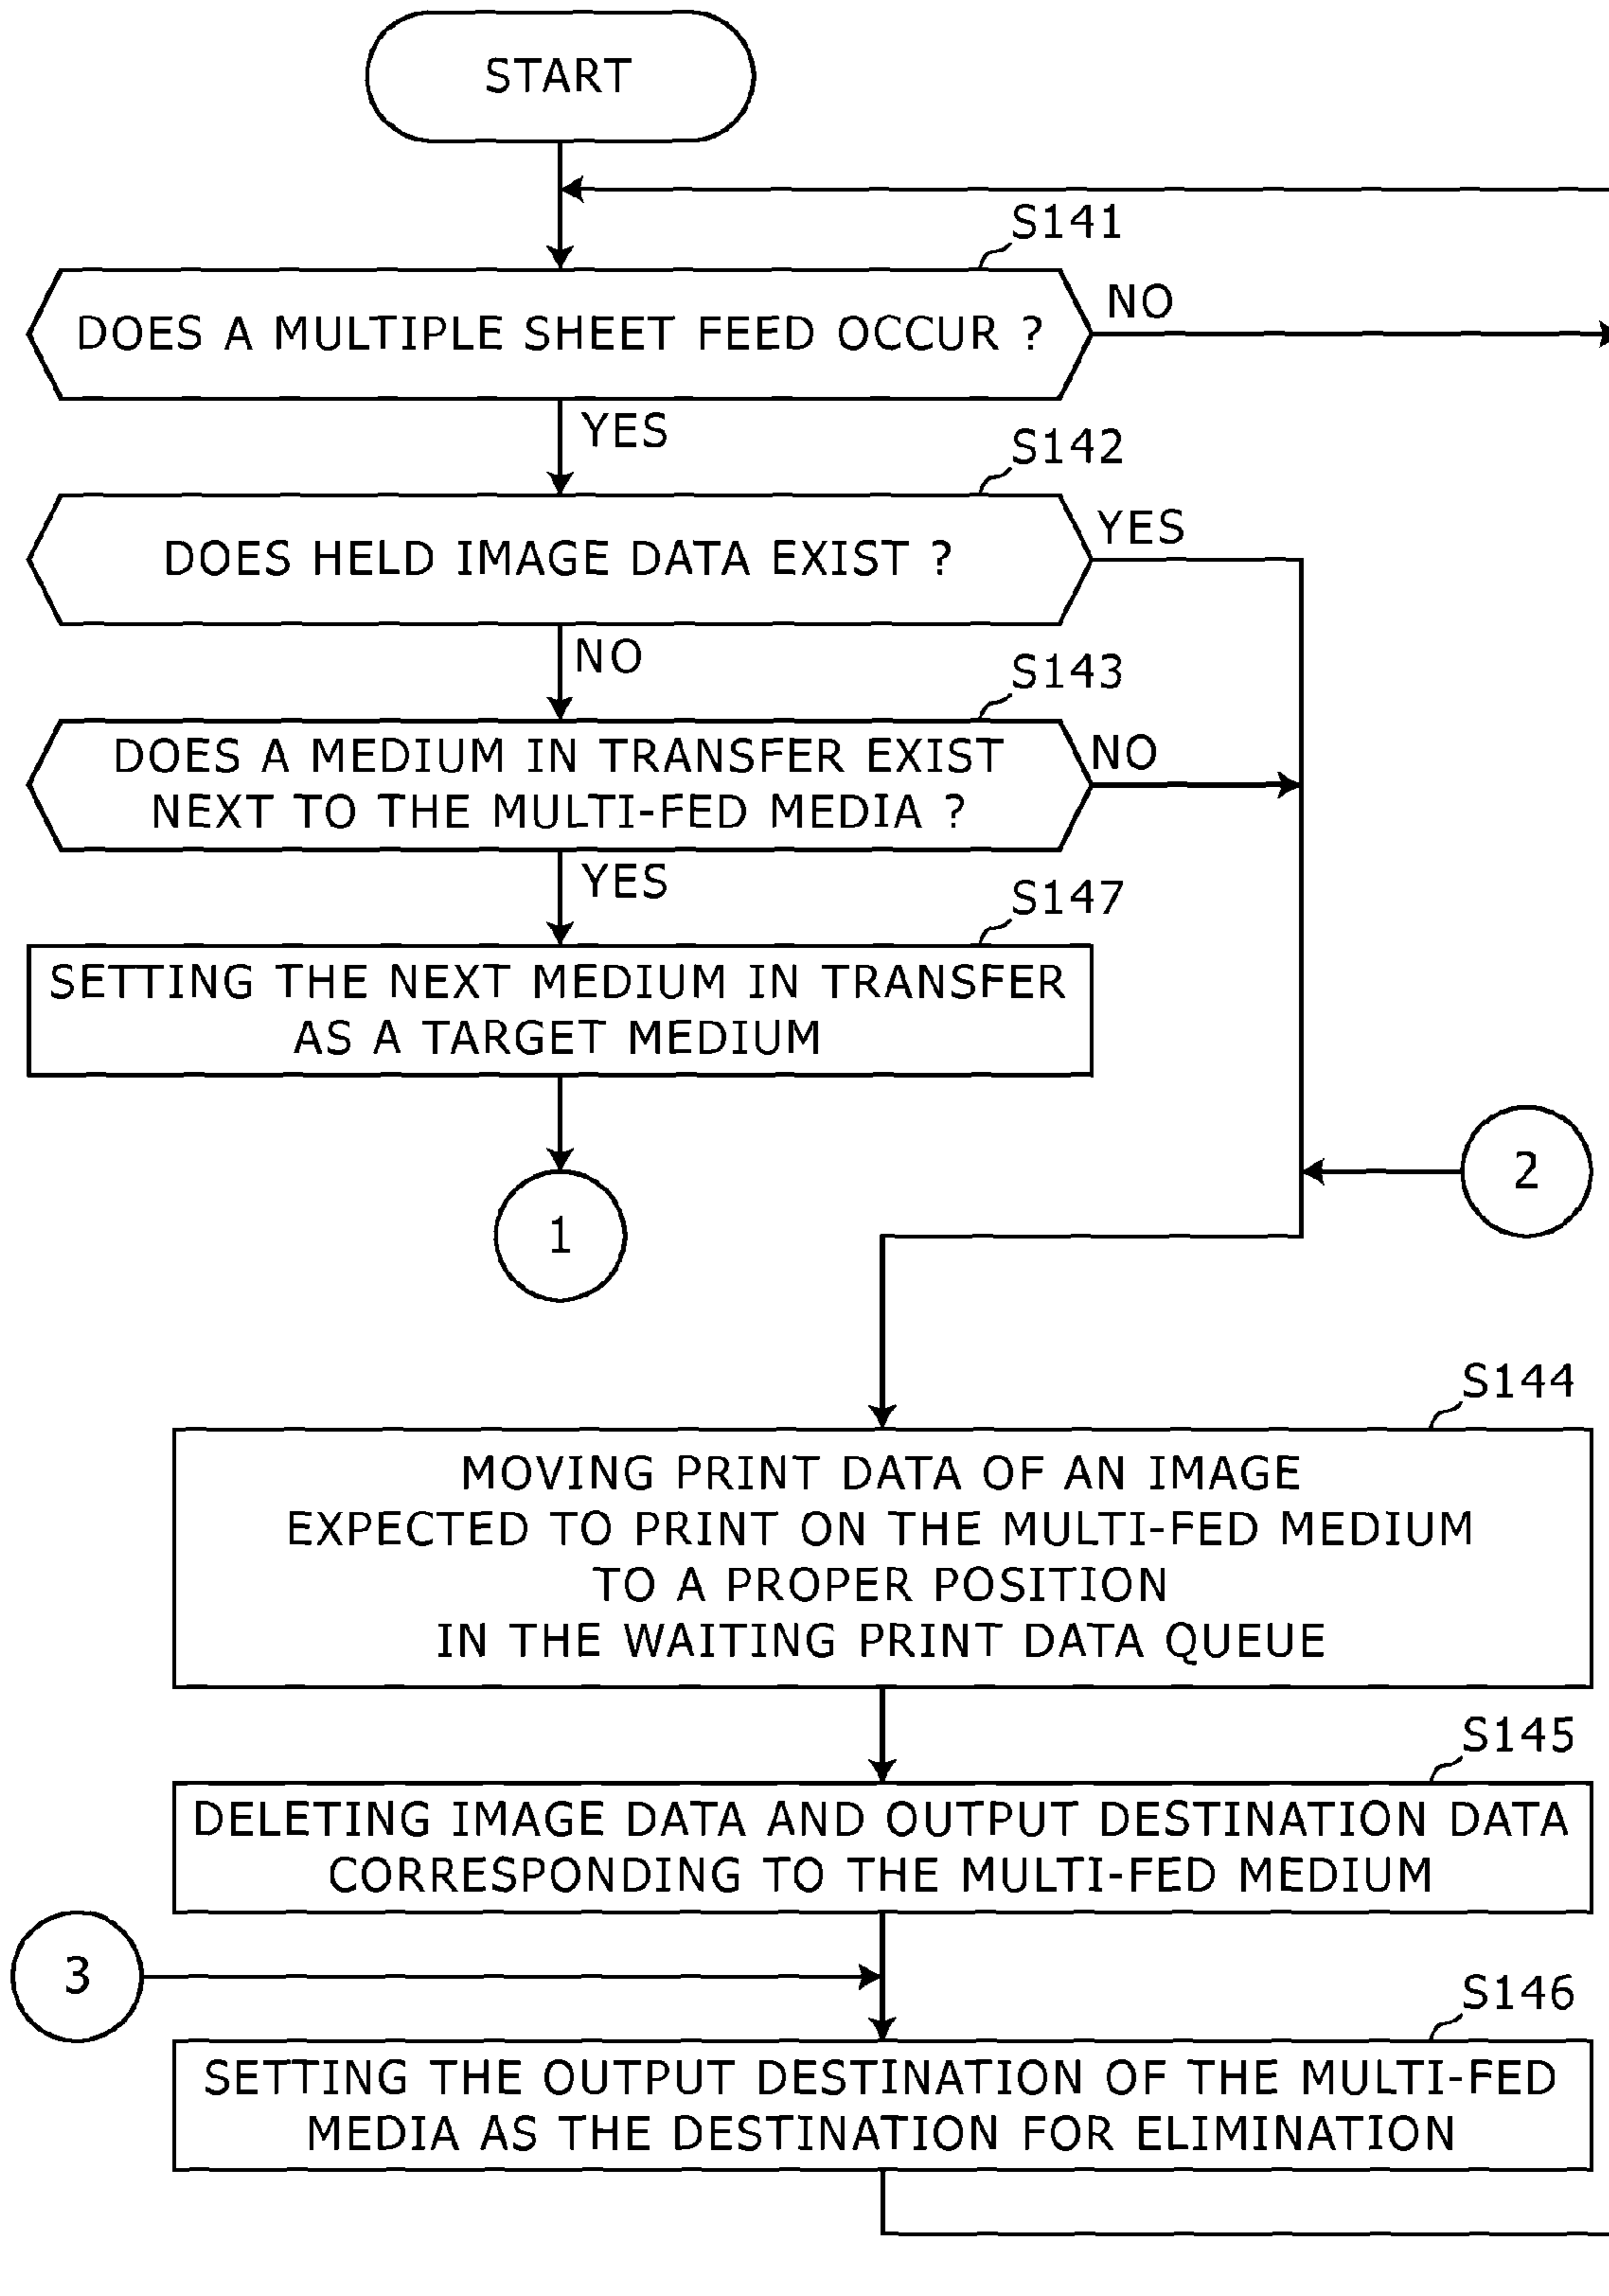 START
S141
DOES A MULTIPLE SHEET FEED OCCUR ?
NO
YES
S142
DOES HELD IMAGE DATA EXIST ?
YES
NO
S143
DOES A MEDIUM IN TRANSFER EXIST
NEXT TO THE MULTI-FED MEDIA ?
NO
YES
S147
SETTING THE NEXT MEDIUM IN TRANSFER
AS A TARGET MEDIUM
1
2
S144
MOVING PRINT DATA OF AN IMAGE
EXPECTED TO PRINT ON THE MULTI-FED MEDIUM
TO A PROPER POSITION
IN THE WAITING PRINT DATA QUEUE
S145
DELETING IMAGE DATA AND OUTPUT DESTINATION DATA
CORRESPONDING TO THE MULTI-FED MEDIUM
3
S146
SETTING THE OUTPUT DESTINATION OF THE MULTI-FED
MEDIA AS THE DESTINATION FOR ELIMINATION